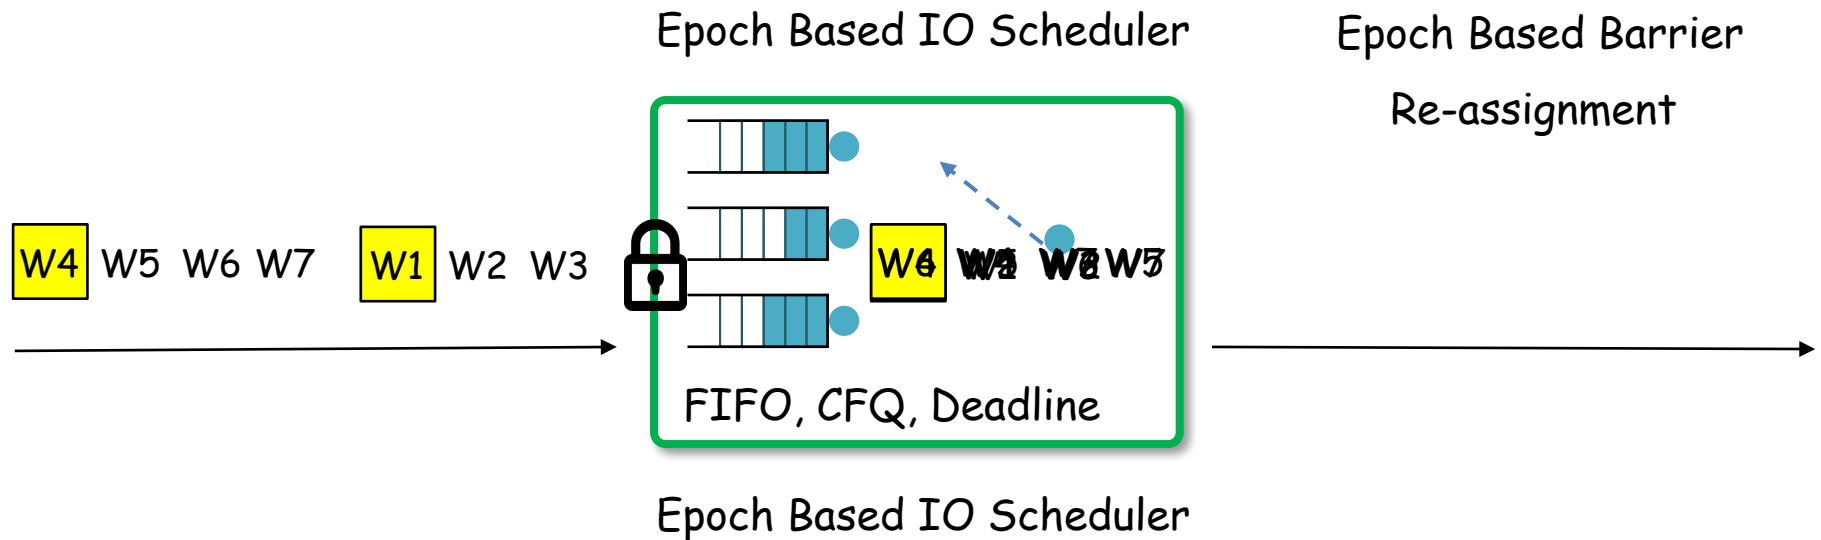 Epoch Based IO Scheduler
Epoch Based Barrier
Re-assignment
W4 W5 W6 W7 W1 W2 W3
FIFO, CFQ, Deadline
Epoch Based IO Scheduler